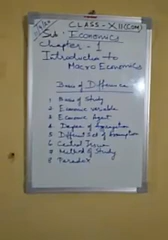 CLASS - XII (COM)
Sub : Economics
Chapter - 1
Introduction to
Macro Economics
Basis of Difference
1 Basis of Study
2 Economic variable
3 Economic Agent
4 Degree of Aggregation
5 Different Set of Assumption
6 Central Issue
7 Method of Study
8 Paradox